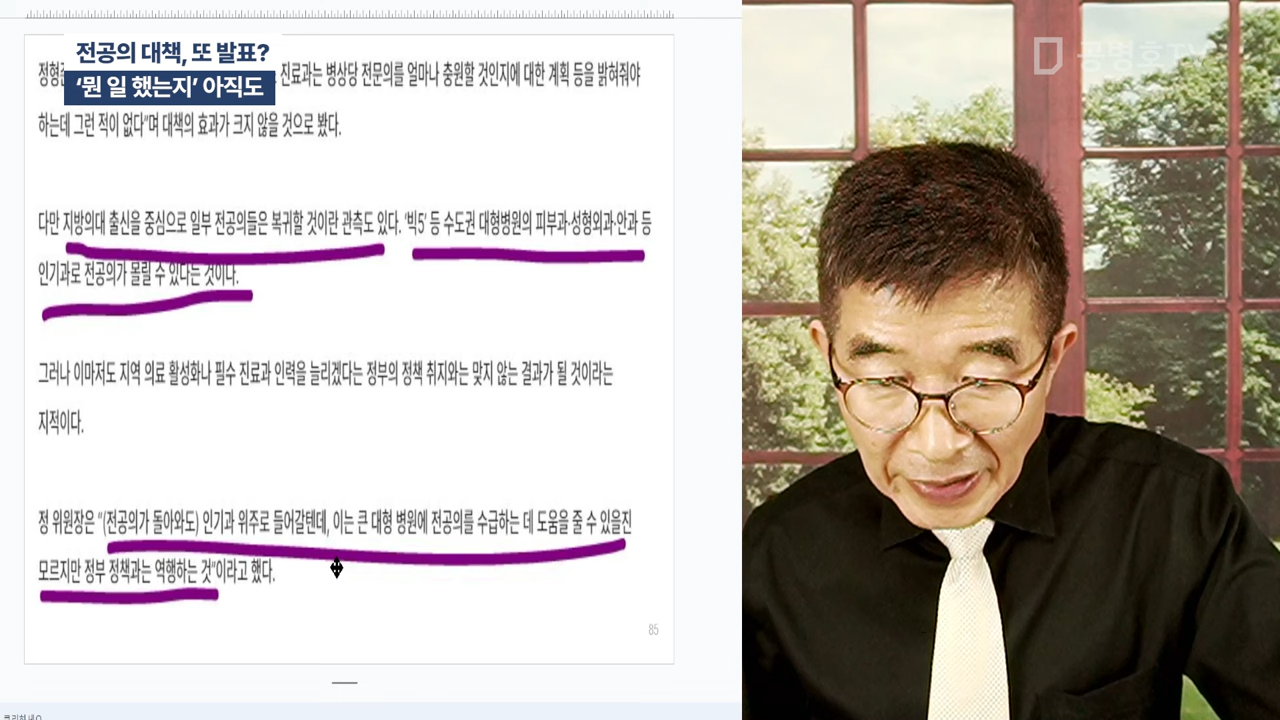 전공의 대책, 또 발표?
'뭔 일 했는지' 아직도
진료과는 병상당 전문의를 얼마나 충원할 것인지에 대한 계획 등을 밝혀줘야
하는데 그런 적이 없다"며 대책의 효과가 크지 않을 것으로 봤다.
다만 지방의대 출신을 중심으로 일부 전공의들은 복귀할 것이란 관측도 있다. '빅5' 등 수도권 대형병원의 피부과·성형외과·안과 등
인기과로 전공의가 몰릴 수 있다는 것이다.
그러나 이마저도 지역 의료 활성화나 필수 진료과 인력을 늘리겠다는 정부의 정책 취지와는 맞지 않는 결과가 될 것이라는
지적이다.
정 위원장은 "(전공의가 돌아와도) 인기과 위주로 들어갈텐데, 이는 큰 대형 병원에 전공의를 수급하는 데 도움을 줄 수 있을진
모르지만 정부 정책과는 역행하는 것"이라고 했다.
85
공병호TV